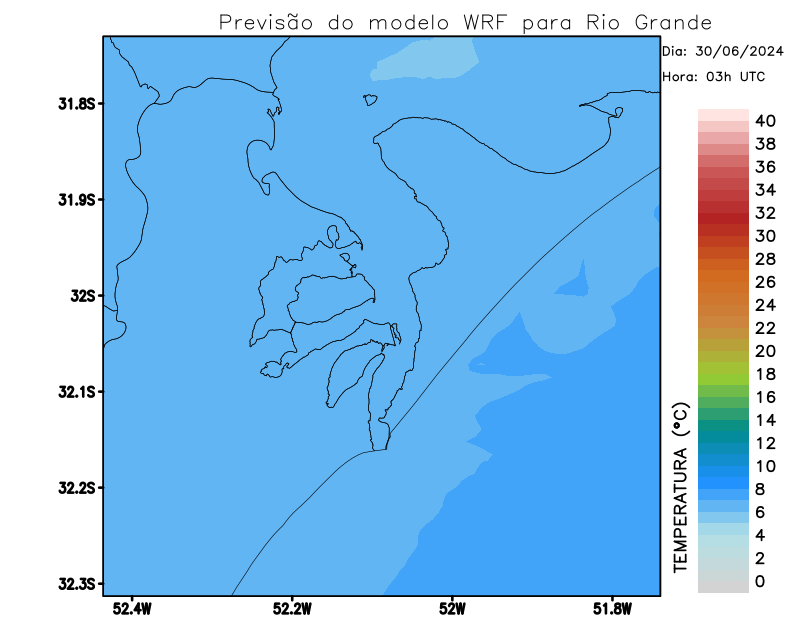 Previsão do modelo WRF para Rio Grande
Dia: 30/06/2024
Hora: 03h UTC
31.8S
31.9S
32S
32.1S
32.2S
32.3S
52.4W
52.2W
52W
51.8W
TEMPERATURA (°C)
40
38
36
34
32
30
28
26
24
22
20
18
16
14
12
10
8
6
4
2
0